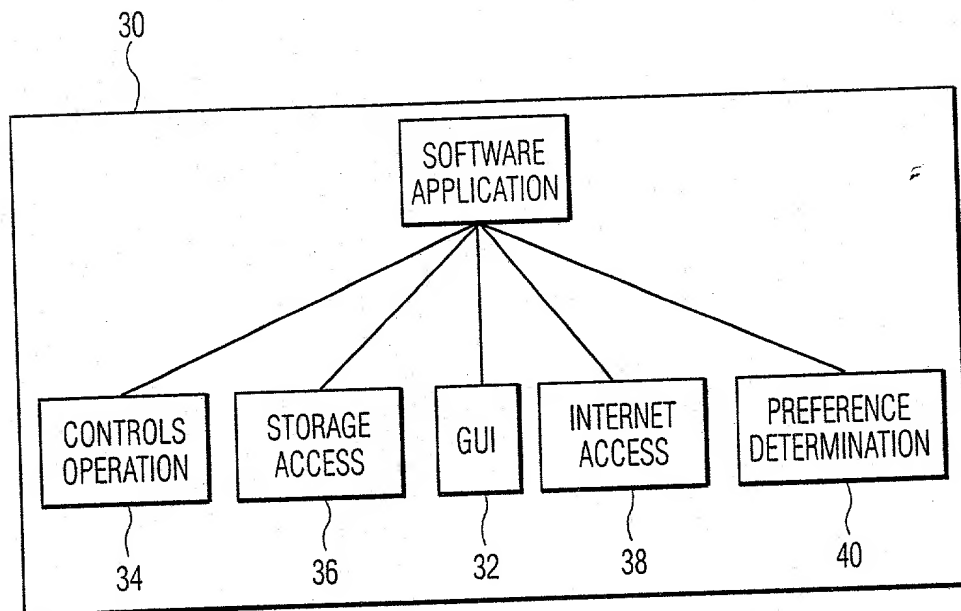 30
SOFTWARE
APPLICATION
CONTROLS
OPERATION
STORAGE
ACCESS
GUI
INTERNET
ACCESS
PREFERENCE
DETERMINATION
34
36
32
38
40